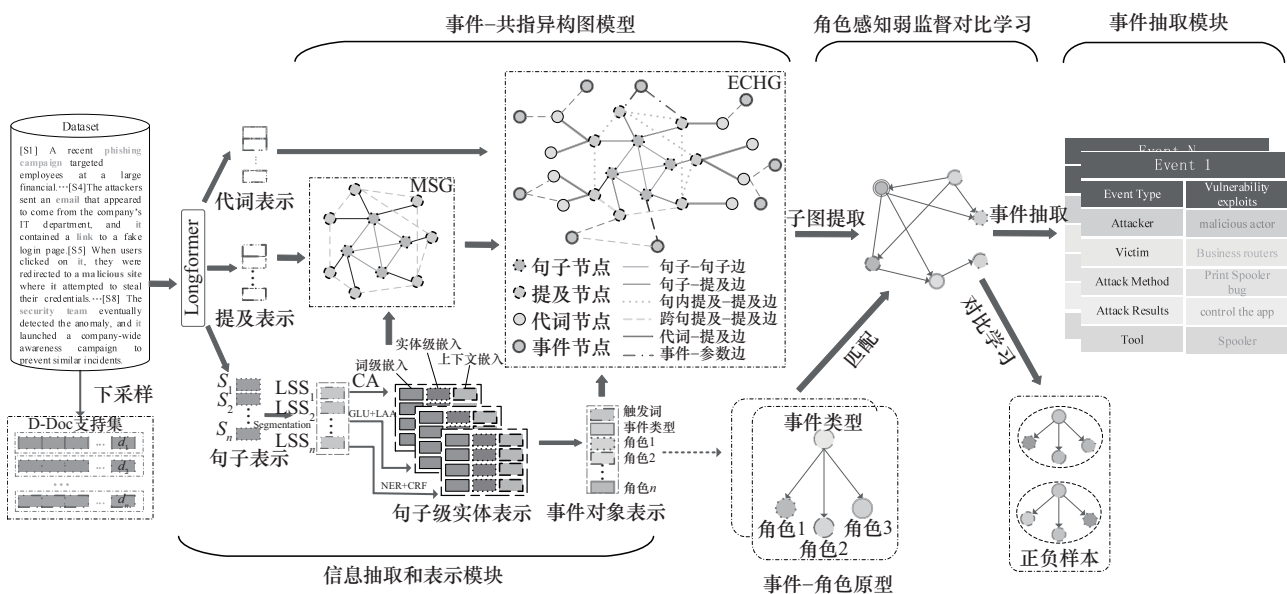 事件–共指异构图模型
角色感知弱监督对比学习
事件抽取模块
Dataset
[S1] A recent phishing
campaign targeted
employees at a large
financial.⋯[S4]The attackers
sent an email that appeared
to come from the company's
IT department, and it
contained a link to a fake
login page.[S5] When users
clicked on it, they were
redirected to a malicious site
where it attempted to steal
their credentials.⋯[S8] The
security team eventually
detected the anomaly, and it
launched a company-wide
awareness campaign to
prevent similar incidents.
下采样
D-Doc支持集
... d1
... d2
...
Longformer
代词表示
提及表示
S1
S2
Sn
句子表示
Segmentation
LSS1
LSS2
LSSn
MSG
CA
GLU+LAA
NER+CRF
词级嵌入
实体级嵌入
上下文嵌入
句子级实体表示
ECHG
句子节点
提及节点
代词节点
事件节点
句子–句子边
句子–提及边
句内提及–提及边
跨句提及–提及边
代词–提及边
事件–参数边
触发词
事件类型
角色1
角色2
角色n
事件对象表示
信息抽取和表示模块
子图提取
匹配
对比学习
事件抽取
事件类型
角色1
角色2
角色3
事件–角色原型
正负样本
Event N
Event 1
Event Type
Vulnerability
exploits
Attacker
malicious actor
Victim
Business routers
Attack Method
Print Spooler
bug
Attack Results
control the app
Tool
Spooler